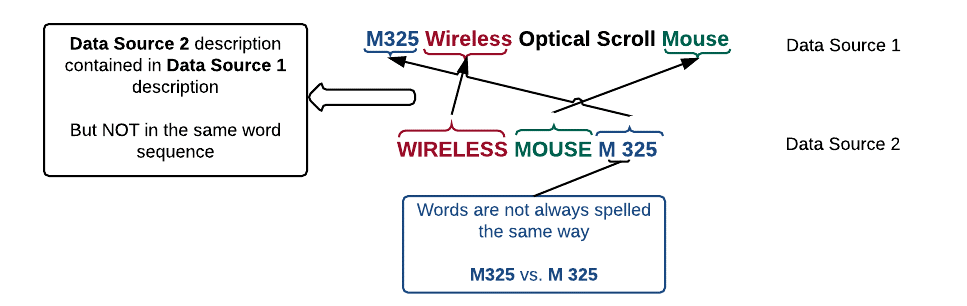 Data Source 2 description
contained in Data Source 1
description
But NOT in the same word
sequence
M325 Wireless Optical Scroll Mouse
Data Source 1
WIRELESS MOUSE M 325
Data Source 2
Words are not always spelled
the same way
M325 vs. M 325